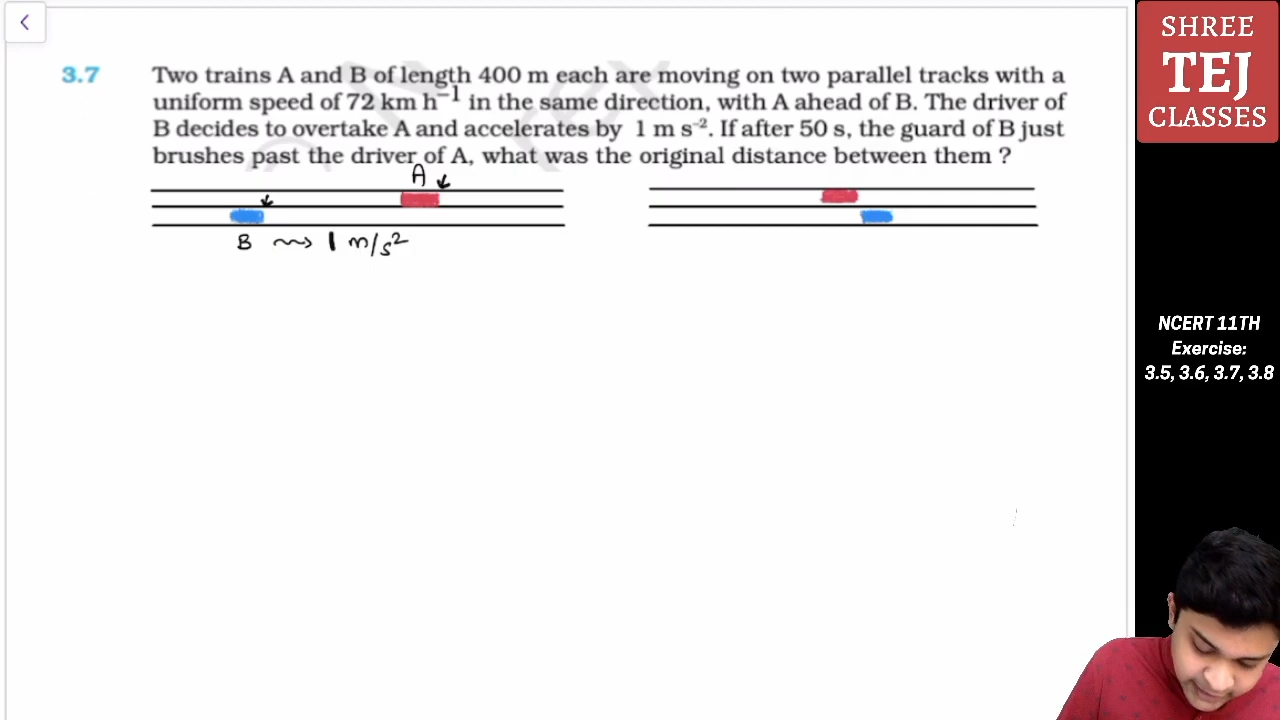 SHREE
TEJ
CLASSES
3.7 Two trains A and B of length 400 m each are moving on two parallel tracks with a
uniform speed of 72 km h⁻¹ in the same direction, with A ahead of B. The driver of
B decides to overtake A and accelerates by 1 m s⁻². If after 50 s, the guard of B just
brushes past the driver of A, what was the original distance between them ?
A
B 1 m/s²
NCERT 11TH
Exercise:
3.5, 3.6, 3.7, 3.8